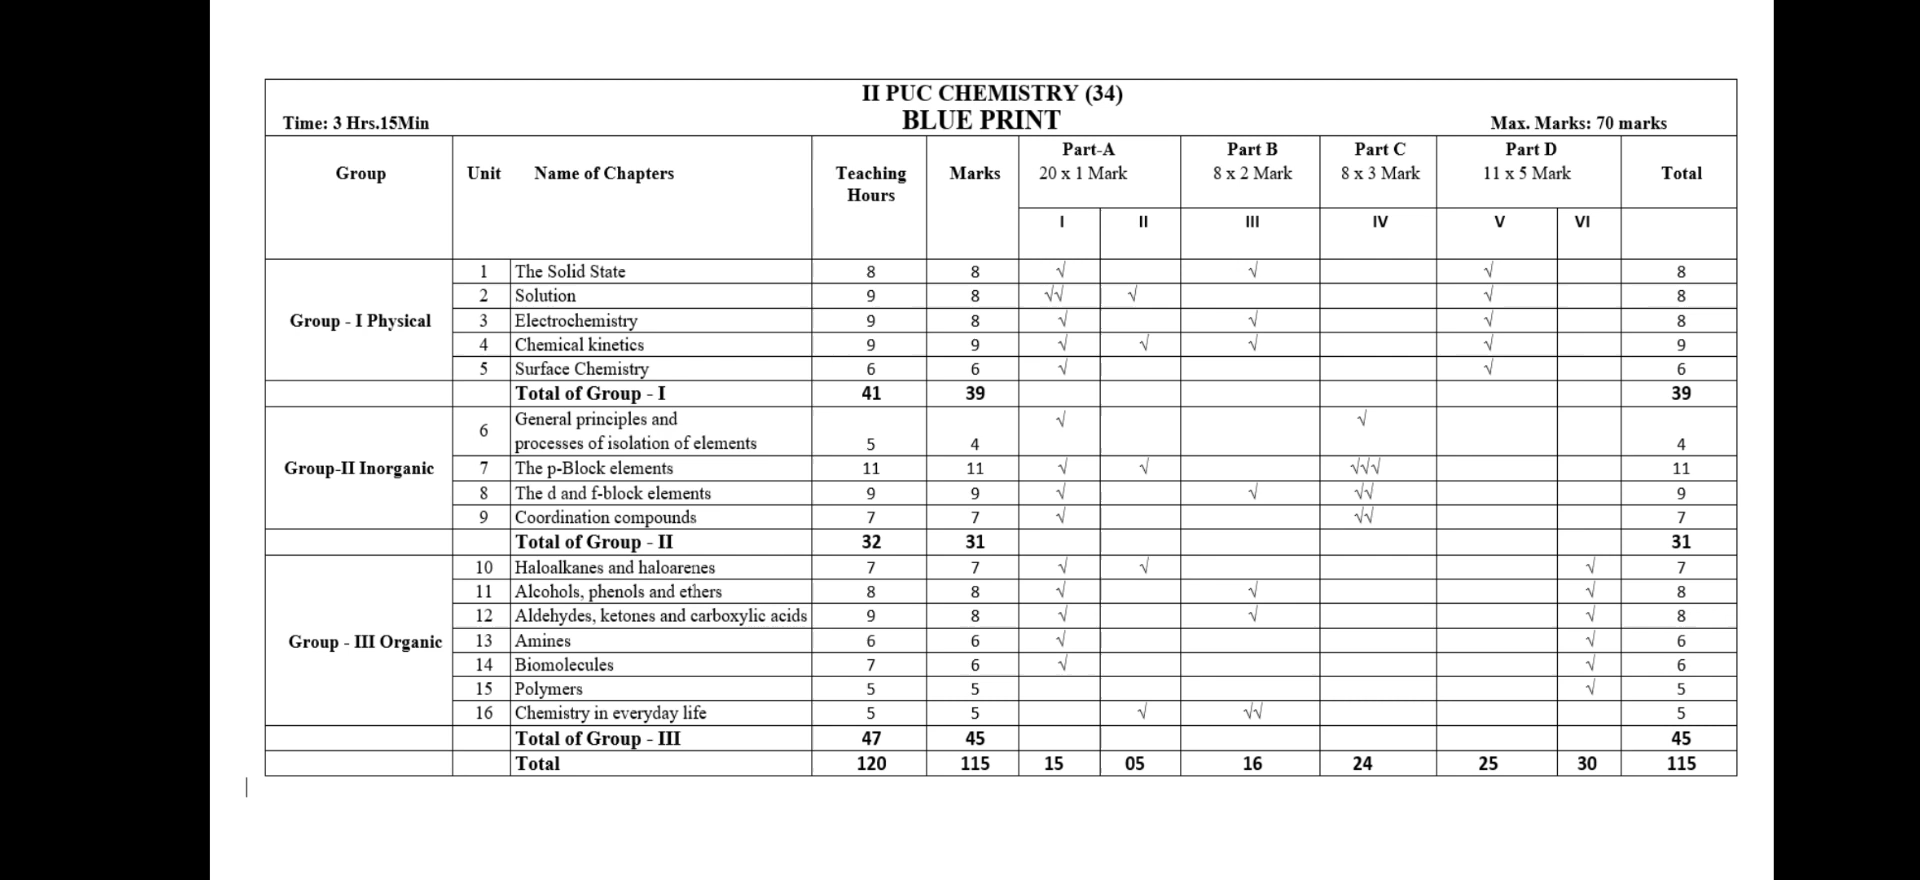 II PUC CHEMISTRY (34)
BLUE PRINT
Time: 3 Hrs.15Min Max. Marks: 70 marks
Group Unit Name of Chapters Teaching Hours Marks Part-A 20 x 1 Mark Part B 8 x 2 Mark Part C 8 x 3 Mark Part D 11 x 5 Mark Total
I II III IV V VI
Group - I Physical
1 The Solid State 8 8 √ √ √ 8
2 Solution 9 8 √√ √ √ 8
3 Electrochemistry 9 8 √ √ √ 8
4 Chemical kinetics 9 9 √ √ √ √ 9
5 Surface Chemistry 6 6 √ √ 6
Total of Group - I 41 39 39
Group-II Inorganic
6 General principles and
processes of isolation of elements 5 4 √ √ 4
7 The p-Block elements 11 11 √ √ √√√ 11
8 The d and f-block elements 9 9 √ √ √√ 9
9 Coordination compounds 7 7 √ √√ 7
Total of Group - II 32 31 31
Group - III Organic
10 Haloalkanes and haloarenes 7 7 √ √ √ 7
11 Alcohols, phenols and ethers 8 8 √ √ √ 8
12 Aldehydes, ketones and carboxylic acids 9 8 √ √ √ 8
13 Amines 6 6 √ √ 6
14 Biomolecules 7 6 √ √ 6
15 Polymers 5 5 √ 5
16 Chemistry in everyday life 5 5 √ √√ 5
Total of Group - III 47 45 45
Total 120 115 15 05 16 24 25 30 115